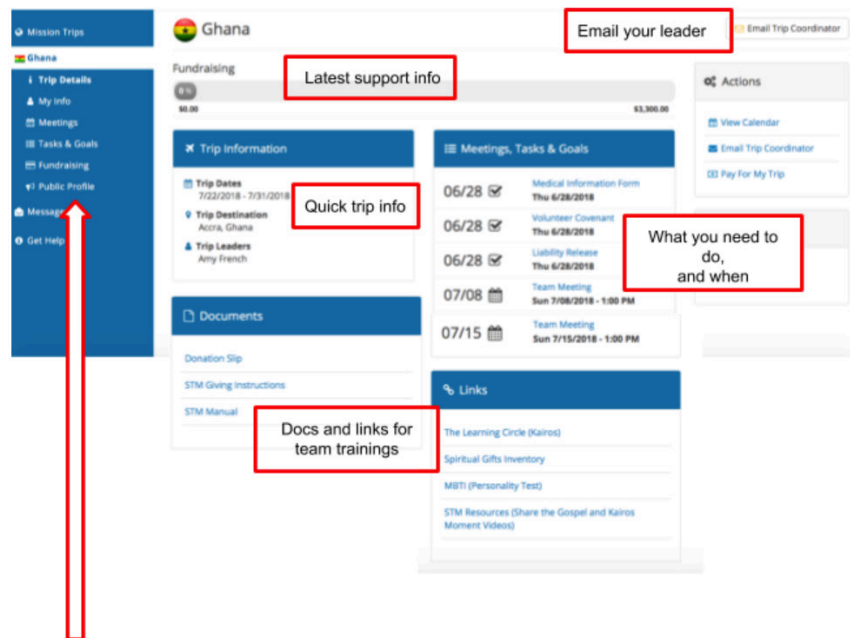 Mission Trips
Ghana
Trip Details
My Info
Meetings
Tasks & Goals
Fundraising
Public Profile
Get Help
Ghana
Email your leader
Email Trip Coordinator
Fundraising
Latest support info
0 %
$0.00
$3,300.00
Actions
View Calendar
Email Trip Coordinator
Pay For My Trip
Trip Information
Trip Dates
7/22/2018 - 7/31/2018
Trip Destination
Accra, Ghana
Trip Leaders
Amy French
Quick trip info
Meetings, Tasks & Goals
06/28
Medical Information Form
Thu 6/28/2018
06/28
Volunteer Covenant
Thu 6/28/2018
06/28
Liability Release
Thu 6/28/2018
07/08
Team Meeting
Sun 7/08/2018 - 1:00 PM
07/15
Team Meeting
Sun 7/15/2018 - 1:00 PM
What you need to
do,
and when
Documents
Donation Slip
STM Giving Instructions
STM Manual
Docs and links for
team trainings
Links
The Learning Circle (Kairos)
Spiritual Gifts Inventory
MBTI (Personality Test)
STM Resources (Share the Gospel and Kairos
Moment Videos)